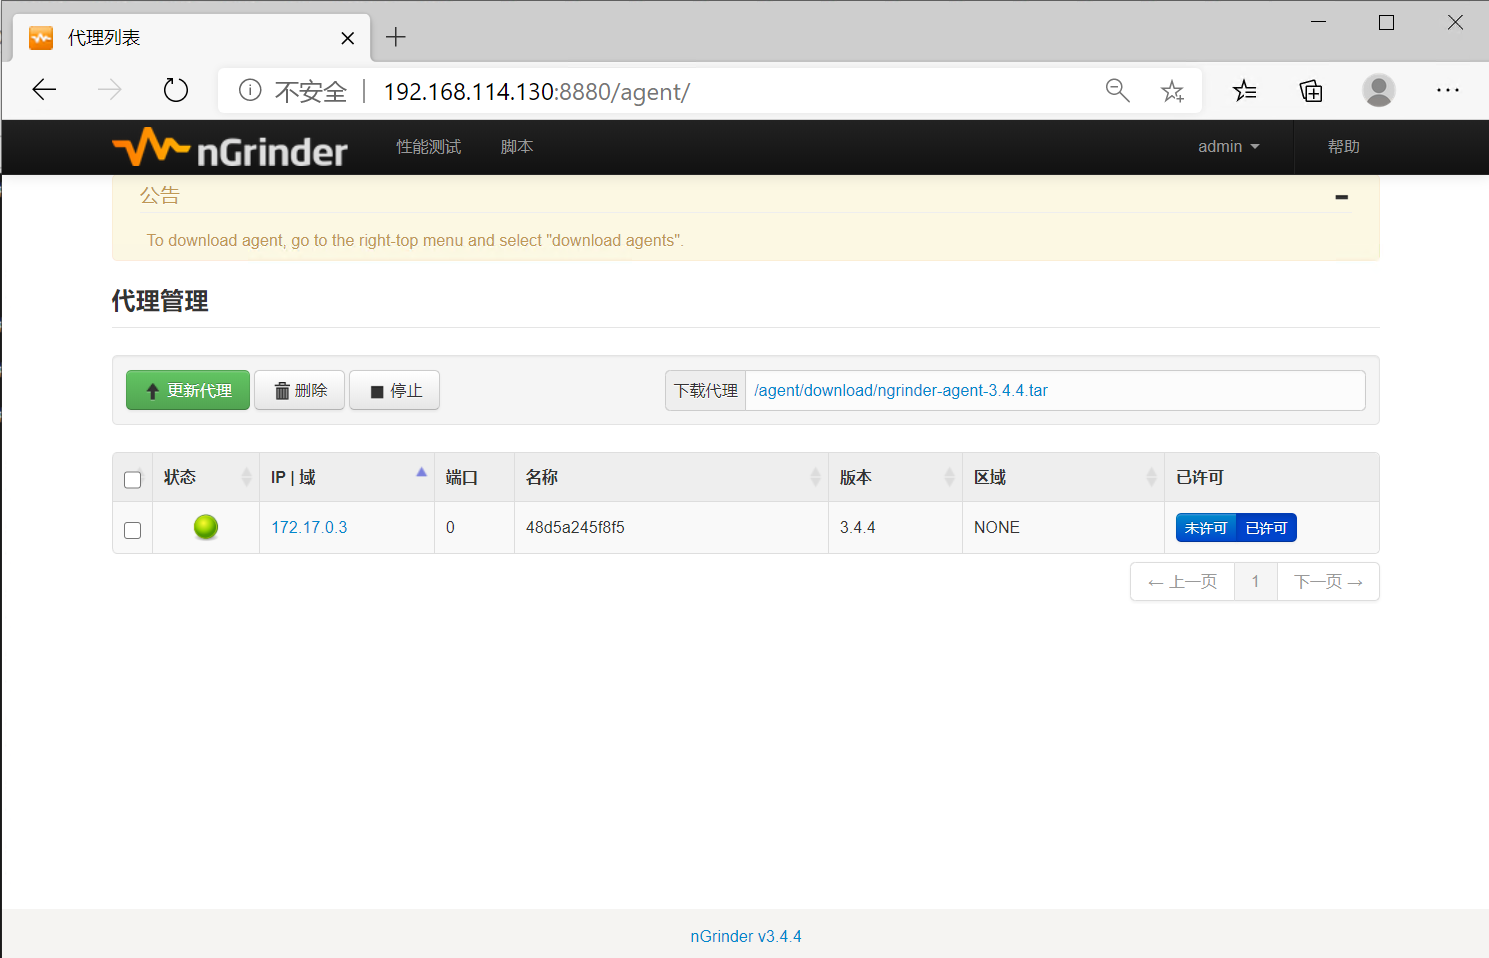 代理列表
不安全 | 192.168.114.130:8880/agent/
nGrinder 性能测试 脚本 admin 帮助
公告
To download agent, go to the right-top menu and select "download agents".
代理管理
更新代理 删除 停止 下载代理 /agent/download/ngrinder-agent-3.4.4.tar
状态 IP | 域 端口 名称 版本 区域 已许可
172.17.0.3 0 48d5a245f8f5 3.4.4 NONE 未许可 已许可
← 上一页 1 下一页 →
nGrinder v3.4.4